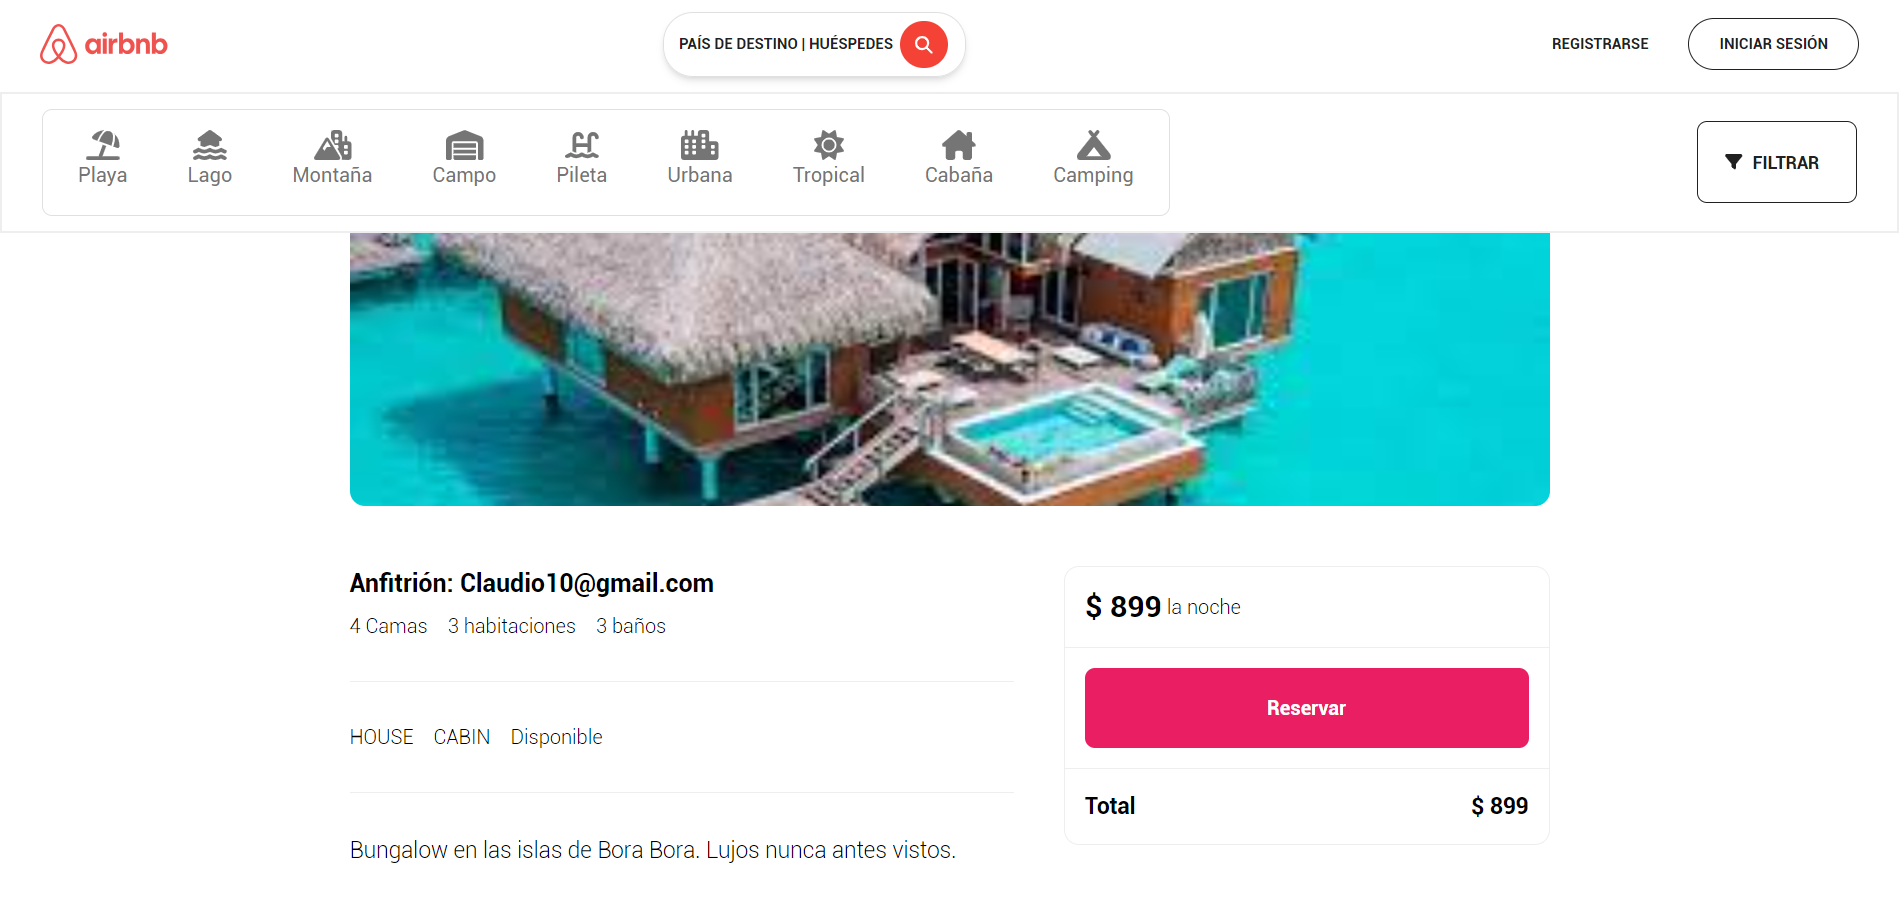 airbnb
PAÍS DE DESTINO | HUÉSPEDES
REGISTRARSE
INICIAR SESIÓN
Playa
Lago
Montaña
Campo
Pileta
Urbana
Tropical
Cabaña
Camping
FILTRAR
Anfitrión: Claudio10@gmail.com
4 Camas 3 habitaciones 3 baños
HOUSE CABIN Disponible
Bungalow en las islas de Bora Bora. Lujos nunca antes vistos.
$ 899 la noche
Reservar
Total $ 899